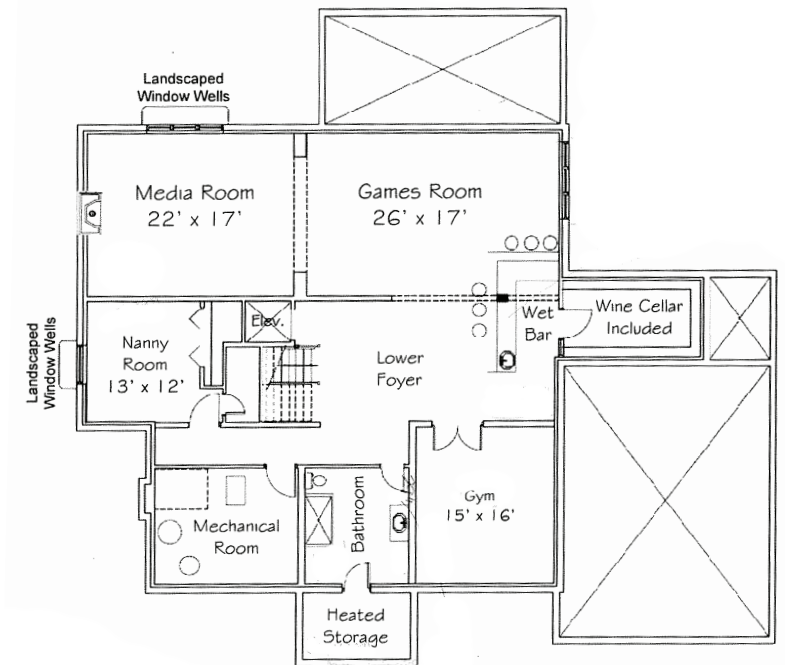 Landscaped
Window Wells
Media Room
22' x 17'
Games Room
26' x 17'
Landscaped
Window Wells
Nanny
Room
13' x 12'
Elev.
Lower
Foyer
Wet
Bar
Wine Cellar
Included
Mechanical
Room
Bathroom
Gym
15' x 16'
Heated
Storage